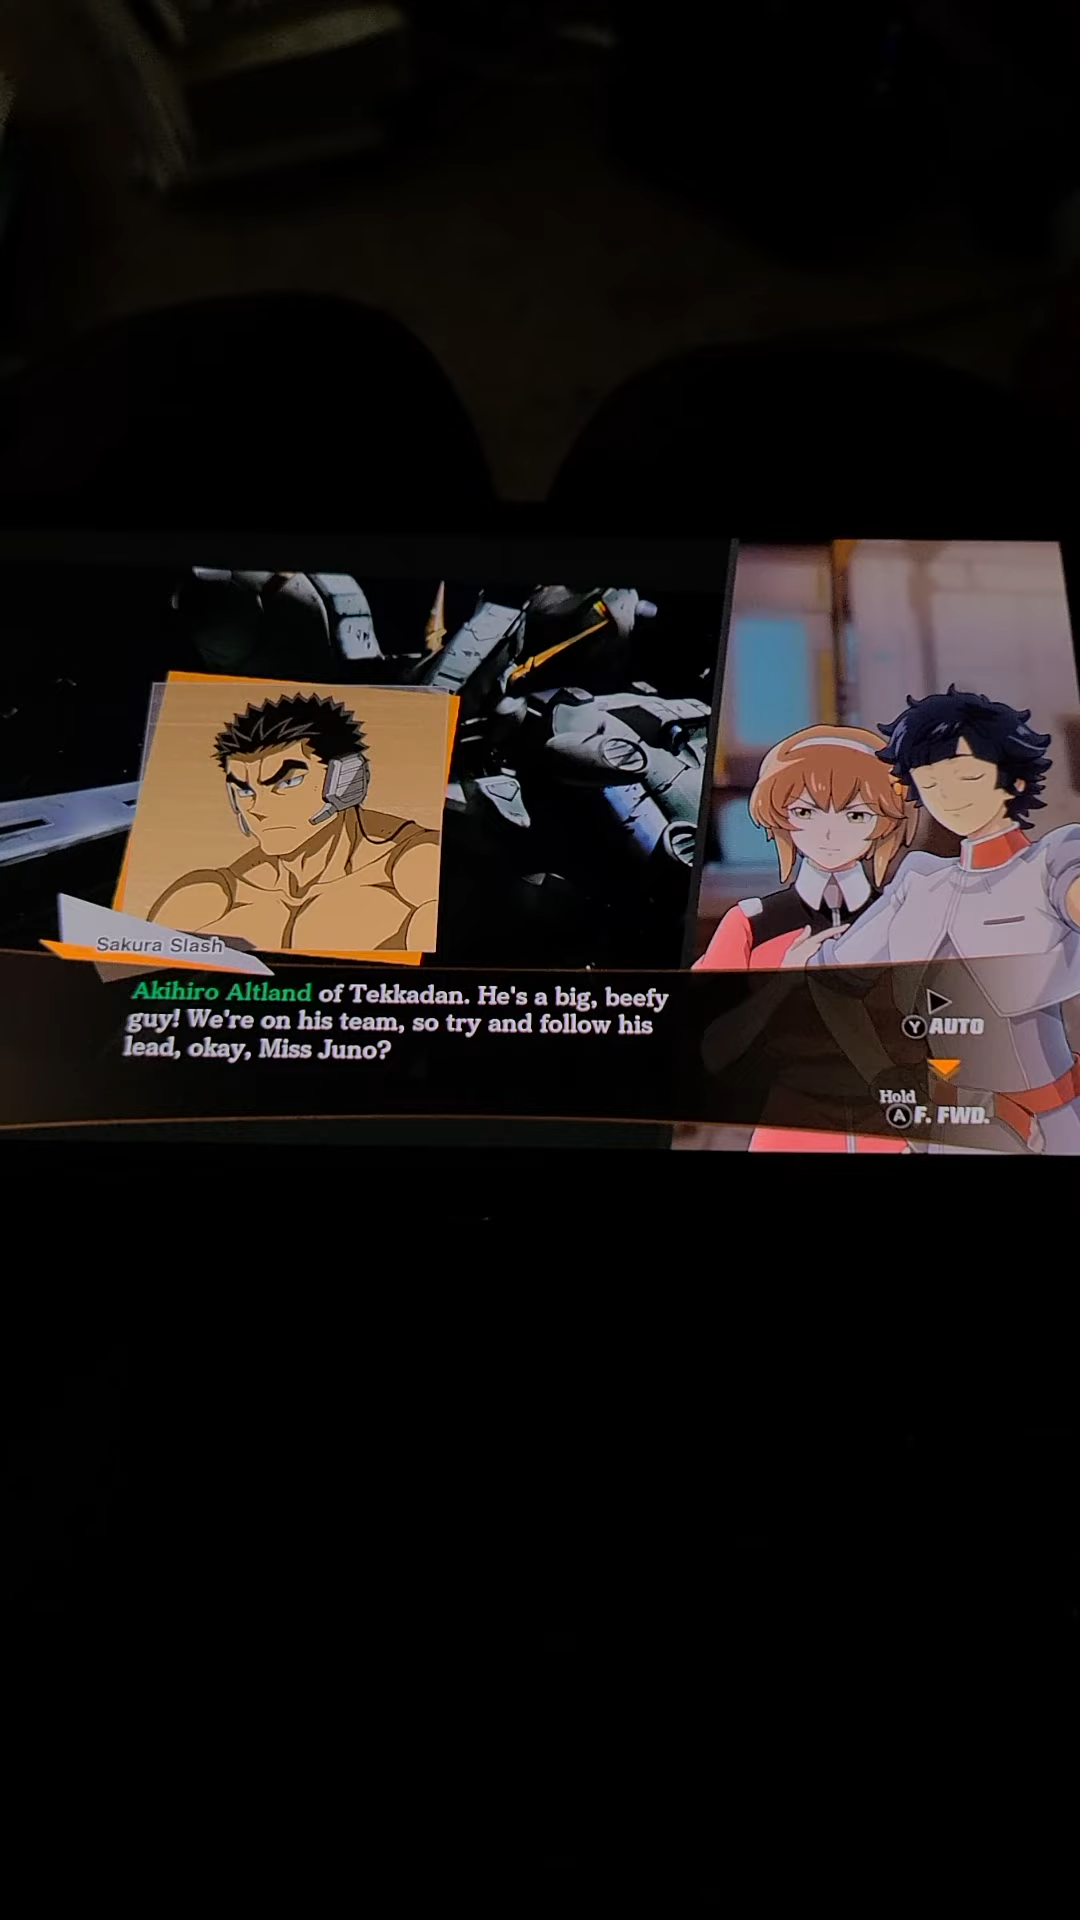 Sakura Slash
Akihiro Altland of Tekkadan. He's a big, beefy
guy! We're on his team, so try and follow his
lead, okay, Miss Juno?
Y AUTO
Hold
A F. FWD.